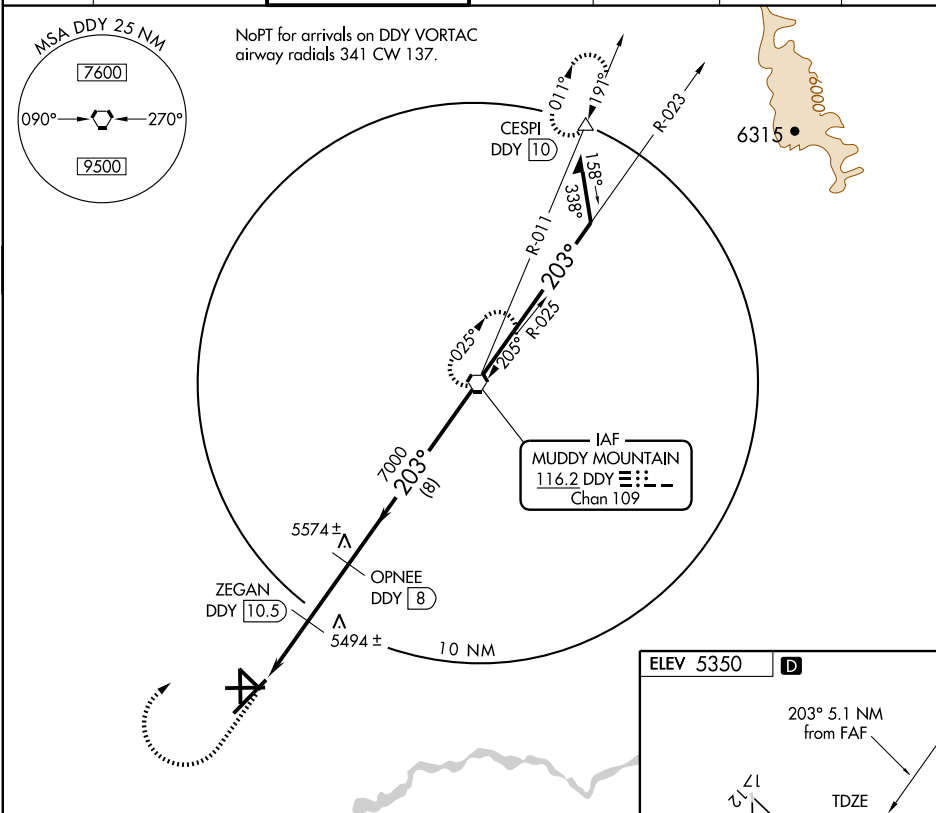 MSA DDY 25 NM
7600
090°
270°
9500
NoPT for arrivals on DDY VORTAC
airway radials 341 CW 137.
011°
191°
CESPI
DDY 10
R-023
6000
6315
158°
338°
R-011
203°
R-025
205°
025°
IAF
MUDDY MOUNTAIN
116.2 DDY
Chan 109
7000
203°
(8)
5574 ±
OPNEE
DDY 8
ZEGAN
DDY 10.5
5494 ±
10 NM
ELEV 5350 D
203° 5.1 NM
from FAF
17
12
TDZE